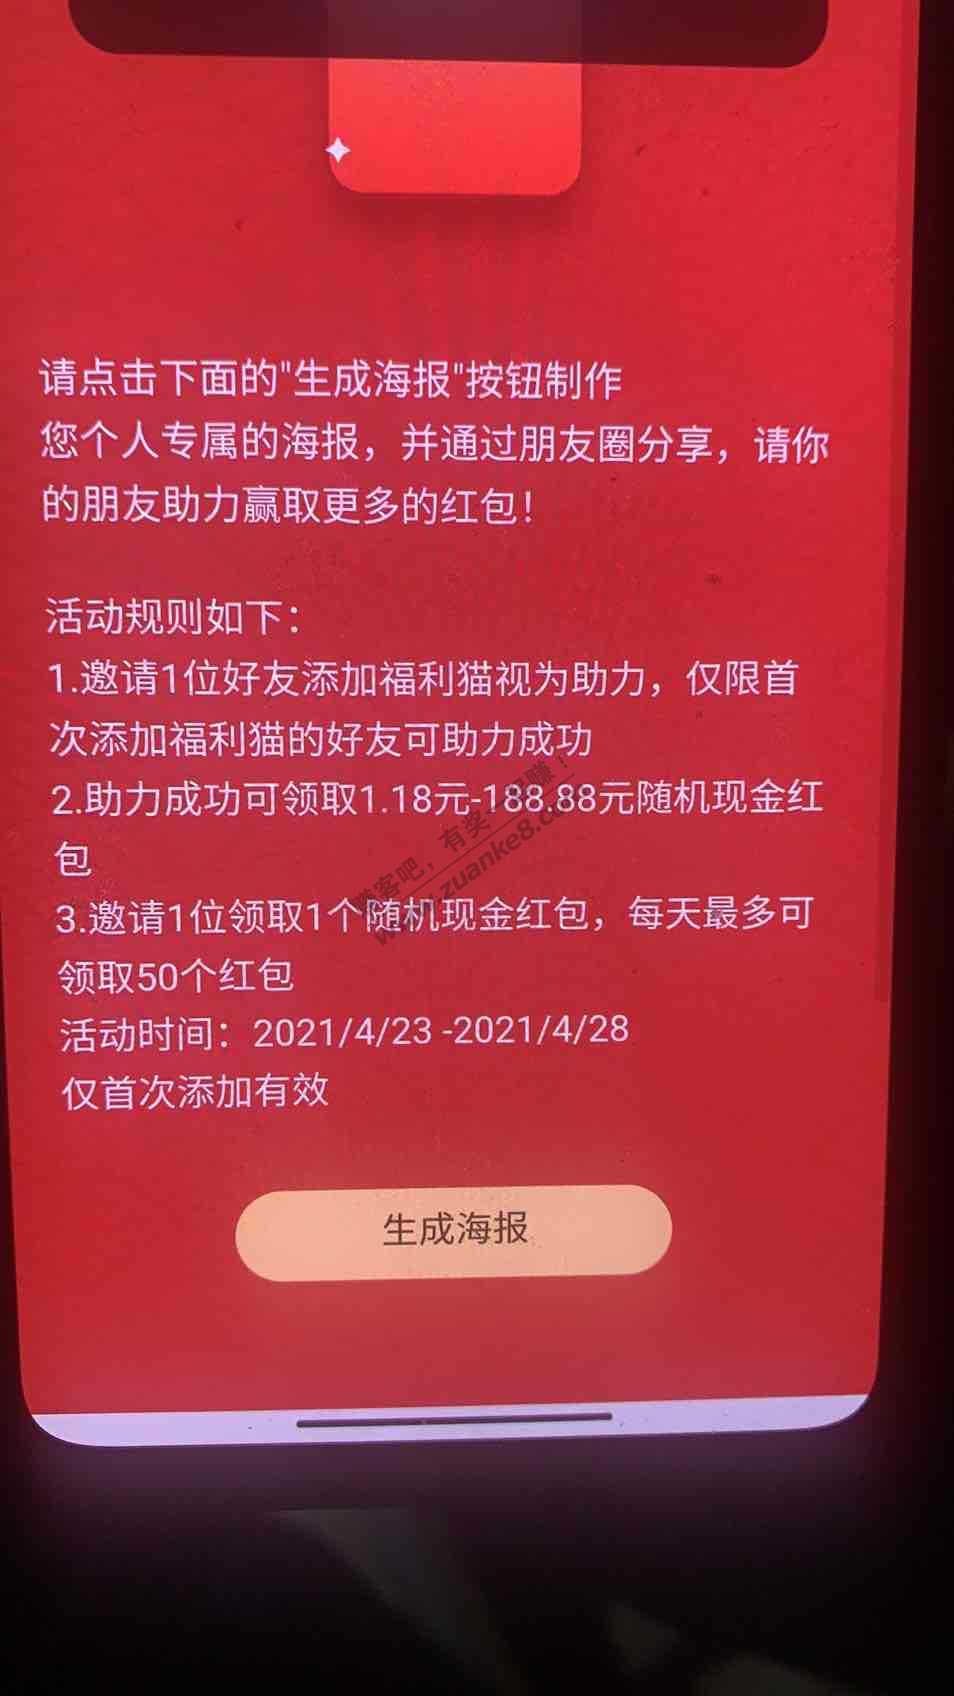 请点击下面的"生成海报"按钮制作
您个人专属的海报，并通过朋友圈分享，请你
的朋友助力赢取更多的红包！
活动规则如下：
1.邀请1位好友添加福利猫视为助力，仅限首
次添加福利猫的好友可助力成功
2.助力成功可领取1.18元-188.88元随机现金红
包
3.邀请1位领取1个随机现金红包，每天最多可
领取50个红包
活动时间：2021/4/23 -2021/4/28
仅首次添加有效
生成海报
赚客吧，有奖一起赚！
www.zuanke8.com